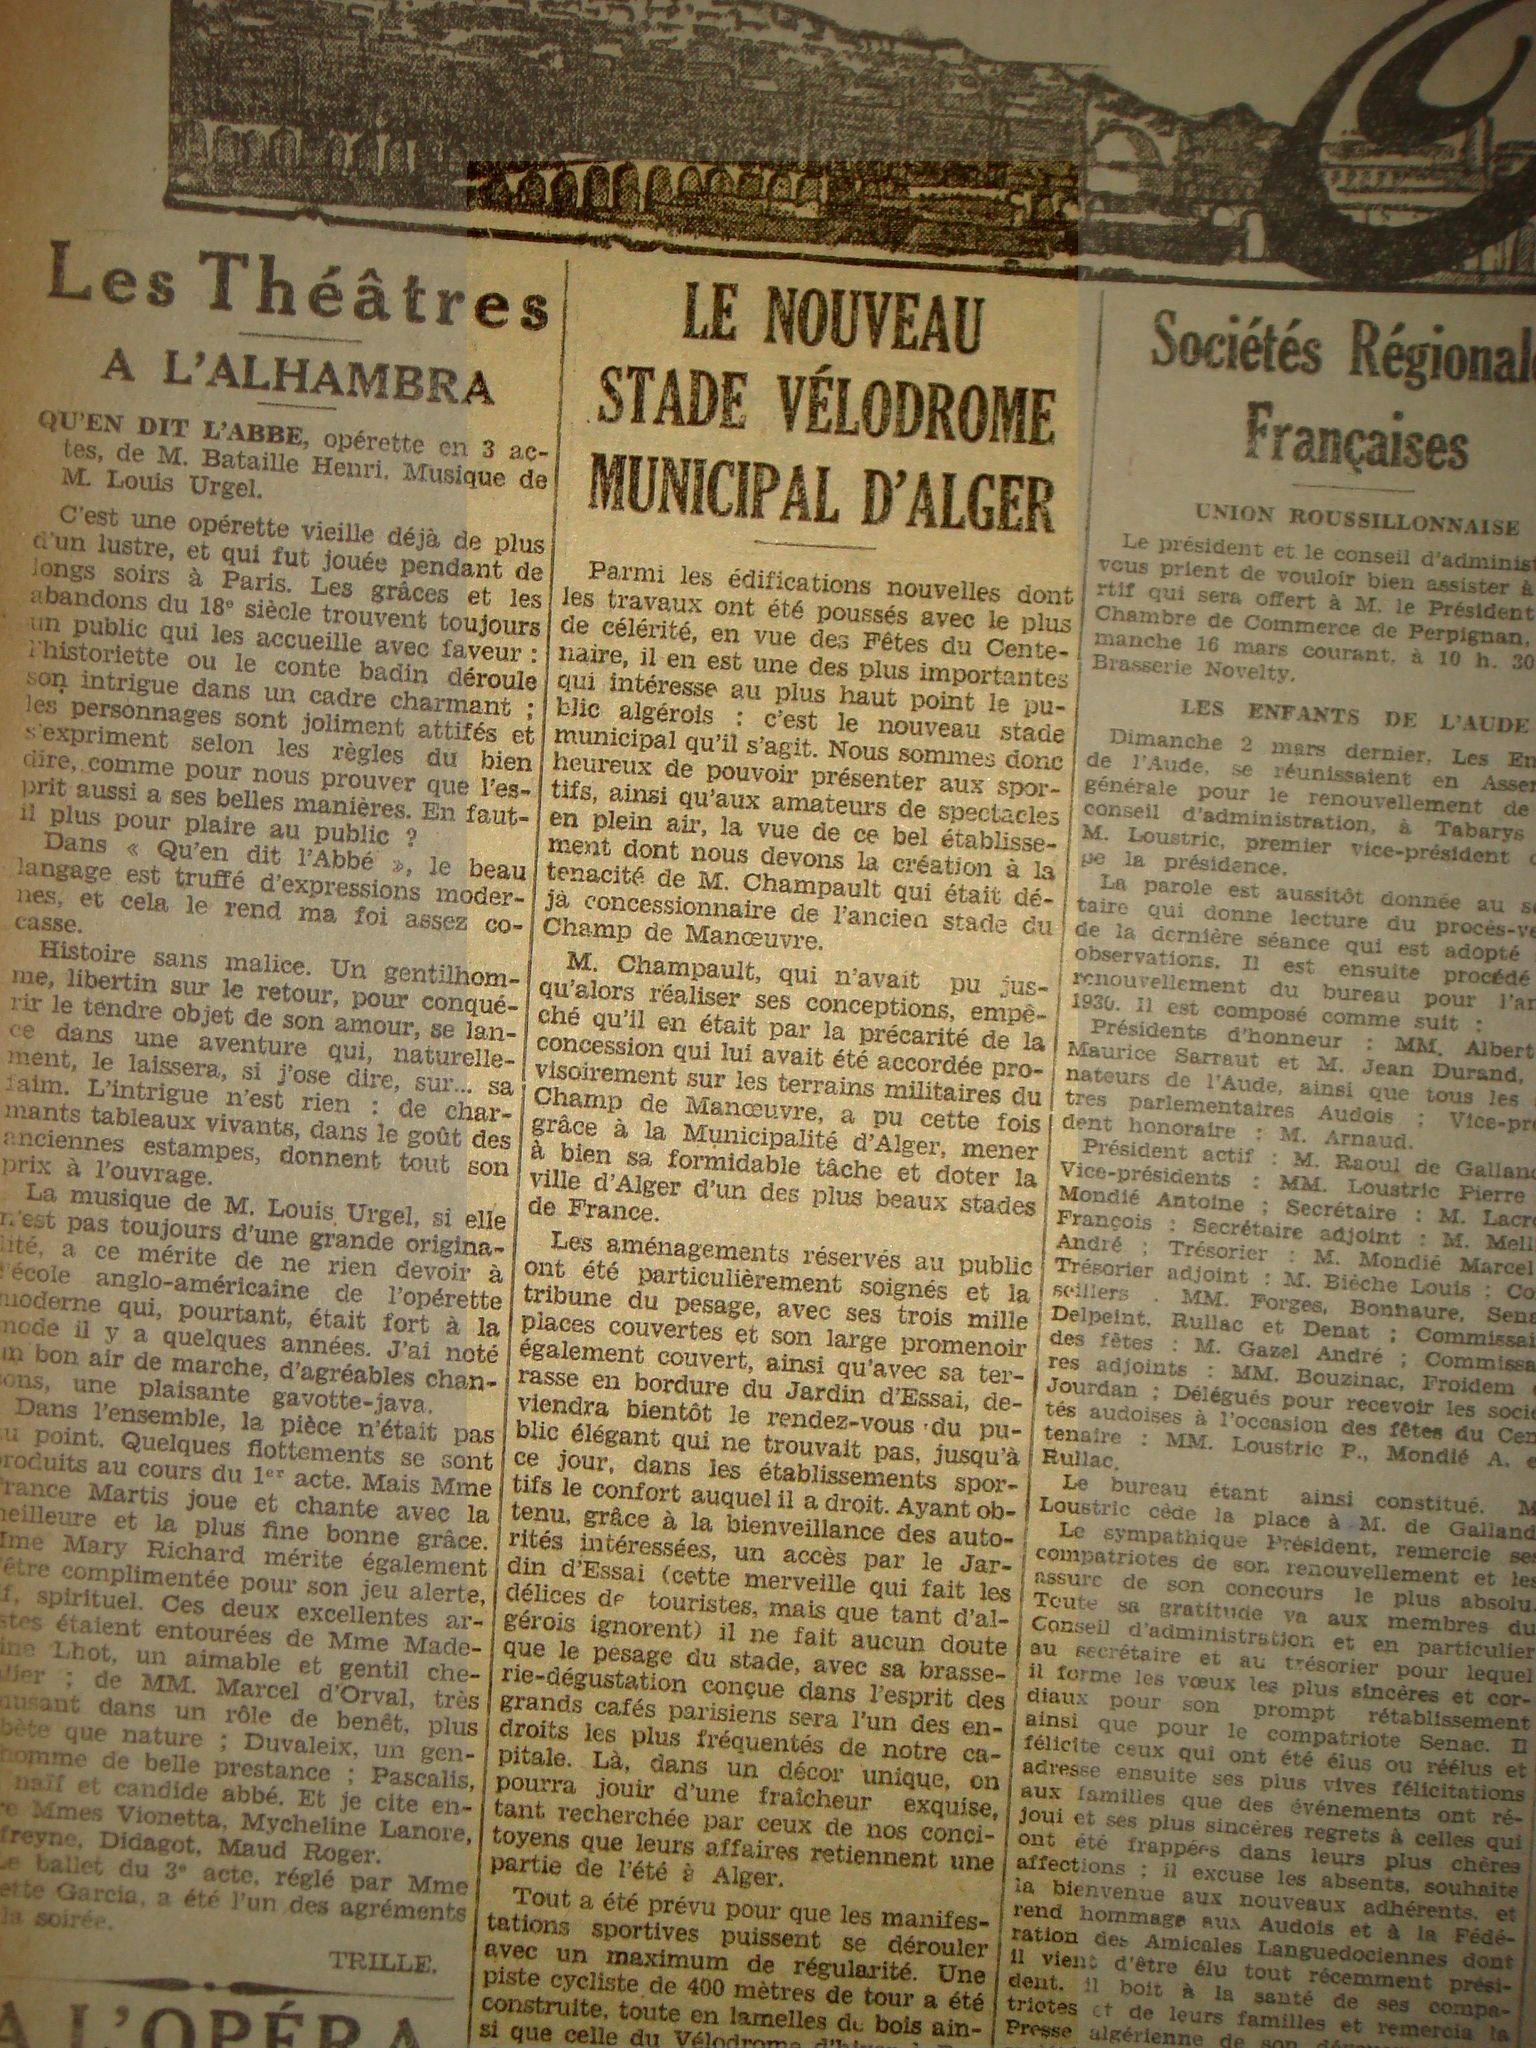 Les Théâtres
A L'ALHAMBRA
QU'EN DIT L'ABBE, opérette en 3 ac-
tes, de M. Bataille Henri. Musique de
M. Louis Urgel.
C'est une opérette vieille déjà de plus
d'un lustre, et qui fut jouée pendant de
longs soirs à Paris. Les grâces et les
abandons du 18e siècle trouvent toujours
un public qui les accueille avec faveur :
l'historiette ou le conte badin déroule
son intrigue dans un cadre charmant ;
les personnages sont joliment attifés et
s'expriment selon les règles du bien
dire, comme pour nous prouver que l'es-
prit aussi a ses belles manières. En faut-
il plus pour plaire au public ?
Dans « Qu'en dit l'Abbé », le beau
langage est truffé d'expressions moder-
nes, et cela le rend ma foi assez co-
casse.
Histoire sans malice. Un gentilhom-
me, libertin sur le retour, pour conqué-
rir le tendre objet de son amour, se lan-
ce dans une aventure qui, naturelle-
ment, le laissera, si j'ose dire, sur... sa
faim. L'intrigue n'est rien : de char-
mants tableaux vivants, dans le goût des
anciennes estampes, donnent tout son
prix à l'ouvrage.
La musique de M. Louis Urgel, si elle
n'est pas toujours d'une grande origina-
lité, a ce mérite de ne rien devoir à
l'école anglo-américaine de l'opérette
moderne qui, pourtant, était fort à la
mode il y a quelques années. J'ai noté
un bon air de marche, d'agréables chan-
sons, une plaisante gavotte-java.
Dans l'ensemble, la pièce n'était pas
au point. Quelques flottements se sont
produits au cours du 1er acte. Mais Mme
France Martis joue et chante avec la
meilleure et la plus fine bonne grâce.
Mme Mary Richard mérite également
d'être complimentée pour son jeu alerte,
spirituel. Ces deux excellentes ar-
tistes étaient entourées de Mme Made-
Lhot, un aimable et gentil che-
valier ; de MM. Marcel d'Orval, très
amusant dans un rôle de benêt, plus
bête que nature ; Duvaleix, un gen-
tilhomme de belle prestance ; Pascalis,
naïf et candide abbé. Et je cite en-
core Mmes Vionetta, Mycheline Lanore,
Didagot, Maud Roger.
Le ballet du 3e acte, réglé par Mme
Garcia, a été l'un des agréments
de la soirée.
TRILLE.
A L'OPÉRA
LE NOUVEAU
STADE VÉLODROME
MUNICIPAL D'ALGER
Parmi les édifications nouvelles dont
les travaux ont été poussés avec le plus
de célérité, en vue des Fêtes du Cente-
naire, il en est une des plus importantes
qui intéresse au plus haut point le pu-
blic algérois : c'est le nouveau stade
municipal qu'il s'agit. Nous sommes donc
heureux de pouvoir présenter aux spor-
tifs, ainsi qu'aux amateurs de spectacles
en plein air, la vue de ce bel établisse-
ment dont nous devons la création à la
tenacité de M. Champault qui était dé-
jà concessionnaire de l'ancien stade du
Champ de Manœuvre.
M. Champault, qui n'avait pu jus-
qu'alors réaliser ses conceptions, empê-
ché qu'il en était par la précarité de la
concession qui lui avait été accordée pro-
visoirement sur les terrains militaires du
Champ de Manœuvre, a pu cette fois
grâce à la Municipalité d'Alger, mener
à bien sa formidable tâche et doter la
ville d'Alger d'un des plus beaux stades
de France.
Les aménagements réservés au public
ont été particulièrement soignés et la
tribune du pesage, avec ses trois mille
places couvertes et son large promenoir
également couvert, ainsi qu'avec sa ter-
rasse en bordure du Jardin d'Essai, de-
viendra bientôt le rendez-vous du pu-
blic élégant qui ne trouvait pas, jusqu'à
ce jour, dans les établissements spor-
tifs le confort auquel il a droit. Ayant ob-
tenu, grâce à la bienveillance des auto-
rités intéressées, un accès par le Jar-
din d'Essai (cette merveille qui fait les
délices de touristes, mais que tant d'al-
gérois ignorent) il ne fait aucun doute
que le pesage du stade, avec sa brasse-
rie-dégustation conçue dans l'esprit des
grands cafés parisiens sera l'un des en-
droits les plus fréquentés de notre ca-
pitale. Là, dans un décor unique, on
pourra jouir d'une fraîcheur exquise,
tant recherchée par ceux de nos conci-
toyens que leurs affaires retiennent une
partie de l'été à Alger.
Tout a été prévu pour que les manifes-
tations sportives puissent se dérouler
avec un maximum de régularité. Une
piste cycliste de 400 mètres de tour a été
construite, toute en lamelles de bois ain-
si que celle du Vélodrome d'hiver
Sociétés Régionale
Françaises
UNION ROUSSILLONNAISE
Le président et le conseil d'administ
vous prient de vouloir bien assister à
rtif qui sera offert à M. le Président
Chambre de Commerce de Perpignan,
manche 16 mars courant, à 10 h. 30
Brasserie Novelty.
LES ENFANTS DE L'AUDE
Dimanche 2 mars dernier, Les En
de l'Aude, se réunissaient en Assem
générale pour le renouvellement de
conseil d'administration, à Tabarys
M. Loustric, premier vice-président
pe la présidence.
La parole est aussitôt donnée au se
taire qui donne lecture du procès-ve
de la dernière séance qui est adopté
observations. Il est ensuite procédé
renouvellement du bureau pour l'an
1930. Il est composé comme suit :
Présidents d'honneur : MM. Albert
Maurice Sarraut et M. Jean Durand,
nateurs de l'Aude, ainsi que tous les
tres parlementaires Audois ; Vice-pré
dent honoraire : M. Arnaud.
Président actif : M. Raoul de Galland
Vice-présidents : MM. Loustric Pierre
Mondié Antoine ; Secrétaire : M. Lacro
François ; Secrétaire adjoint : M. Melli
André ; Trésorier : M. Mondié Marcel
Trésorier adjoint : M. Bièche Louis ; Co
seillers : MM. Forges, Bonnaure, Sena
Delpeint, Rullac et Denat ; Commissai
des fêtes : M. Gazel André ; Commissai
res adjoints : MM. Bouzinac, Froidem
Jourdan ; Délégués pour recevoir les socié
tés audoises à l'occasion des fêtes du Cen
tenaire : MM. Loustric P., Mondié A. e
Rullac.
Le bureau étant ainsi constitué. M
Loustric cède la place à M. de Galland
Le sympathique Président, remercie ses
compatriotes de son renouvellement et les
assure de son concours le plus absolu.
Toute sa gratitude va aux membres du
Conseil d'administration et en particulier
au secrétaire et au trésorier pour lequel
il forme les vœux les plus sincères et cor-
diaux pour son prompt rétablissement
ainsi que pour le compatriote Senac. Il
félicite ceux qui ont été élus ou réélus et
adresse ensuite ses plus vives félicitations
aux familles que des événements ont ré-
joui et ses plus sincères regrets à celles qui
ont été frappées dans leurs plus chères
affections ; il excuse les absents, souhaite
la bienvenue aux nouveaux adhérents, et
rend hommage aux Audois et à la Fédé-
ration des Amicales Languedociennes dont
il vient d'être élu tout récemment prési-
dent. il boit à la santé de ses compa-
triotes et de leurs familles et remercia la
Presse algérienne de son